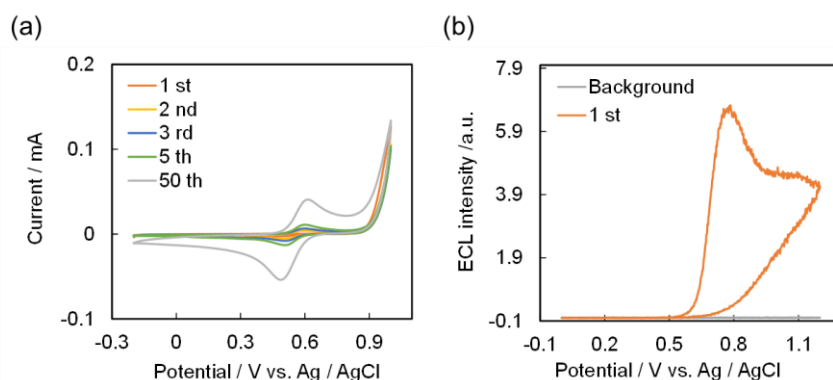 (a)
0.2
0.1
0
-0.1
Current / mA
1 st
2 nd
3 rd
5 th
50 th
-0.3
0
0.3
0.6
0.9
Potential / V vs. Ag / AgCl
(b)
7.9
5.9
3.9
1.9
-0.1
ECL intensity /a.u.
Background
1 st
-0.1
0.2
0.5
0.8
1.1
Potential / V vs. Ag / AgCl